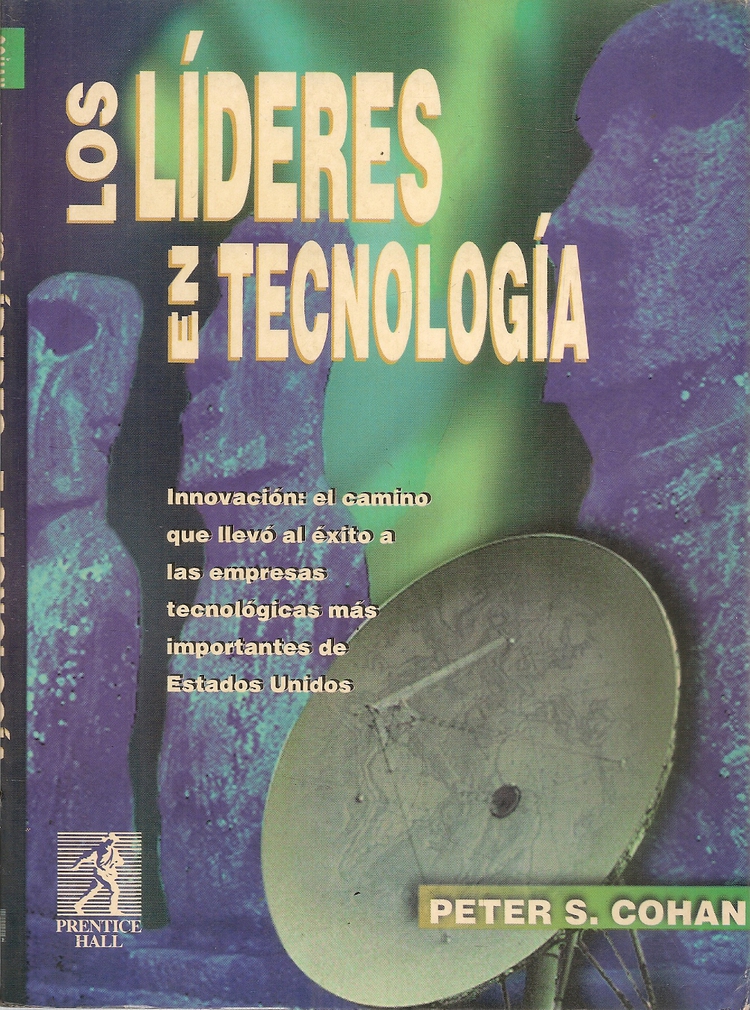 LOS LÍDERES
EN TECNOLOGÍA
Innovación: el camino
que llevó al éxito a
las empresas
tecnológicas más
importantes de
Estados Unidos
PETER S. COHAN
PRENTICE
HALL